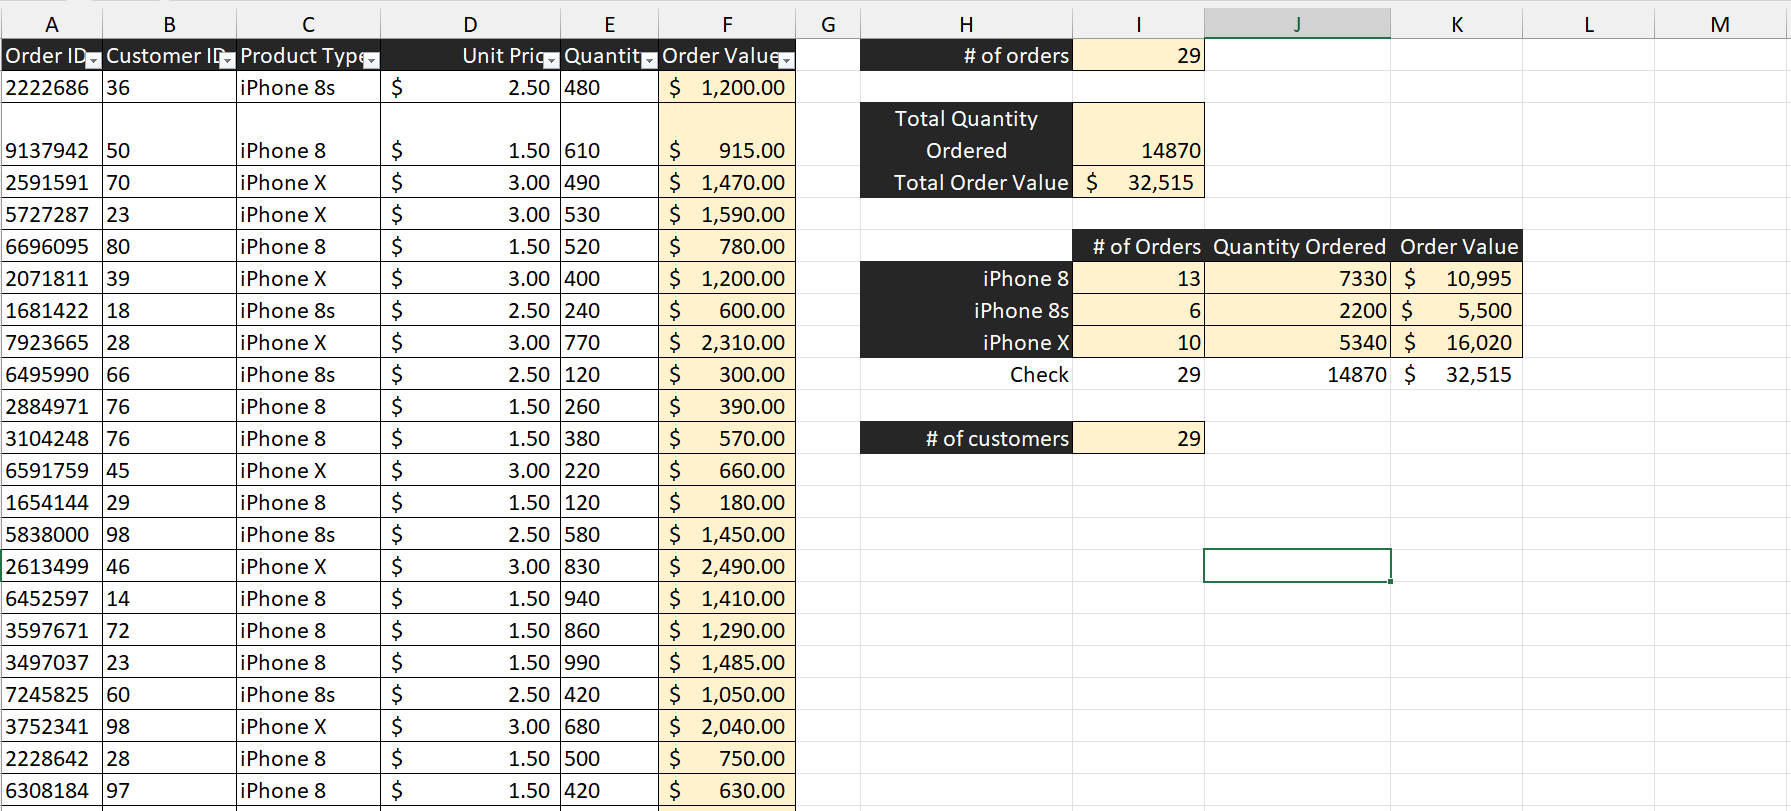 A B C D E F G H I J K L M
Order ID Customer ID Product Type Unit Pric Quantit Order Value # of orders 29
2222686 36 iPhone 8s $ 2.50 480 $ 1,200.00
Total Quantity
9137942 50 iPhone 8 $ 1.50 610 $ 915.00 Ordered 14870
2591591 70 iPhone X $ 3.00 490 $ 1,470.00 Total Order Value $ 32,515
5727287 23 iPhone X $ 3.00 530 $ 1,590.00
6696095 80 iPhone 8 $ 1.50 520 $ 780.00 # of Orders Quantity Ordered Order Value
2071811 39 iPhone X $ 3.00 400 $ 1,200.00 iPhone 8 13 7330 $ 10,995
1681422 18 iPhone 8s $ 2.50 240 $ 600.00 iPhone 8s 6 2200 $ 5,500
7923665 28 iPhone X $ 3.00 770 $ 2,310.00 iPhone X 10 5340 $ 16,020
6495990 66 iPhone 8s $ 2.50 120 $ 300.00 Check 29 14870 $ 32,515
2884971 76 iPhone 8 $ 1.50 260 $ 390.00
3104248 76 iPhone 8 $ 1.50 380 $ 570.00 # of customers 29
6591759 45 iPhone X $ 3.00 220 $ 660.00
1654144 29 iPhone 8 $ 1.50 120 $ 180.00
5838000 98 iPhone 8s $ 2.50 580 $ 1,450.00
2613499 46 iPhone X $ 3.00 830 $ 2,490.00
6452597 14 iPhone 8 $ 1.50 940 $ 1,410.00
3597671 72 iPhone 8 $ 1.50 860 $ 1,290.00
3497037 23 iPhone 8 $ 1.50 990 $ 1,485.00
7245825 60 iPhone 8s $ 2.50 420 $ 1,050.00
3752341 98 iPhone X $ 3.00 680 $ 2,040.00
2228642 28 iPhone 8 $ 1.50 500 $ 750.00
6308184 97 iPhone 8 $ 1.50 420 $ 630.00